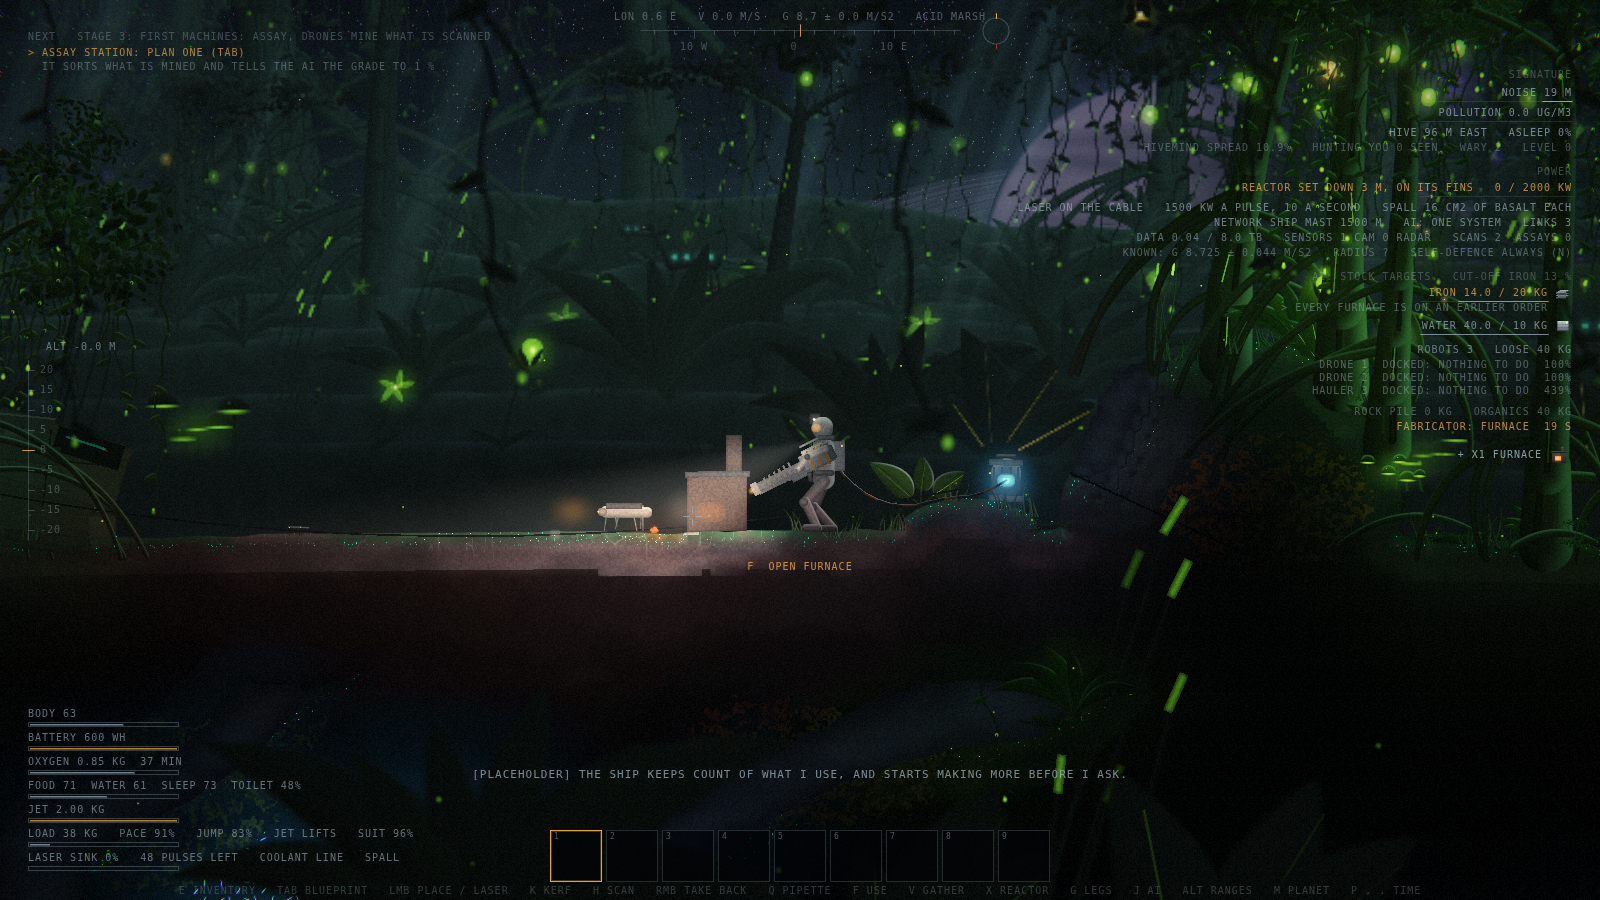 LON 0.6 E   V 0.0 M/S   G 8.7 ± 0.0 M/S2   ACID MARSH
10 W   0   10 E
NEXT   STAGE 3: FIRST MACHINES: ASSAY, DRONES MINE WHAT IS SCANNED
> ASSAY STATION: PLAN ONE (TAB)
IT SORTS WHAT IS MINED AND TELLS THE AI THE GRADE TO 1 %
SIGNATURE
NOISE 19 M
POLLUTION 0.0 UG/M3
HIVE 96 M EAST   ASLEEP 0%
HIVEMIND SPREAD 10.9%   HUNTING YOU 0 SEEN   WARY   LEVEL 0
POWER
REACTOR SET DOWN 3 M, ON ITS FINS   0 / 2000 KW
LASER ON THE CABLE   1500 KW A PULSE, 10 A SECOND   SPALL 16 CM2 OF BASALT EACH
NETWORK SHIP MAST 1500 M   AI: ONE SYSTEM   LINKS 3
DATA 0.04 / 8.0 TB   SENSORS 1 CAM 0 RADAR   SCANS 2   ASSAYS 0
KNOWN: G 8.725 ± 0.044 M/S2   RADIUS ?   SELF-DEFENCE ALWAYS (N)
STOCK TARGETS   CUT-OFF IRON 13 %
IRON 14.0 / 20 KG
> EVERY FURNACE IS ON AN EARLIER ORDER
WATER 40.0 / 10 KG
ROBOTS 3   LOOSE 40 KG
DRONE 1  DOCKED: NOTHING TO DO  100%
DRONE 2  DOCKED: NOTHING TO DO  100%
HAULER 3  DOCKED: NOTHING TO DO  439%
ROCK PILE 0 KG   ORGANICS 40 KG
FABRICATOR: FURNACE  19 S
+ X1 FURNACE
ALT -0.0 M
20
15
10
5
0
-5
-10
-15
-20
F  OPEN FURNACE
BODY 63
BATTERY 600 WH
OXYGEN 0.85 KG  37 MIN
FOOD 71  WATER 61  SLEEP 73  TOILET 48%
JET 2.00 KG
LOAD 38 KG   PACE 91%   JUMP 83%   JET LIFTS   SUIT 96%
LASER SINK 0%   48 PULSES LEFT   COOLANT LINE   SPALL
[PLACEHOLDER] THE SHIP KEEPS COUNT OF WHAT I USE, AND STARTS MAKING MORE BEFORE I ASK.
1 2 3 4 5 6 7 8 9
E INVENTORY   TAB BLUEPRINT   LMB PLACE / LASER   K KERF   H SCAN   RMB TAKE BACK   Q PIPETTE   F USE   V GATHER   X REACTOR   G LEGS   J AI   ALT RANGES   M PLANET   P , . TIME